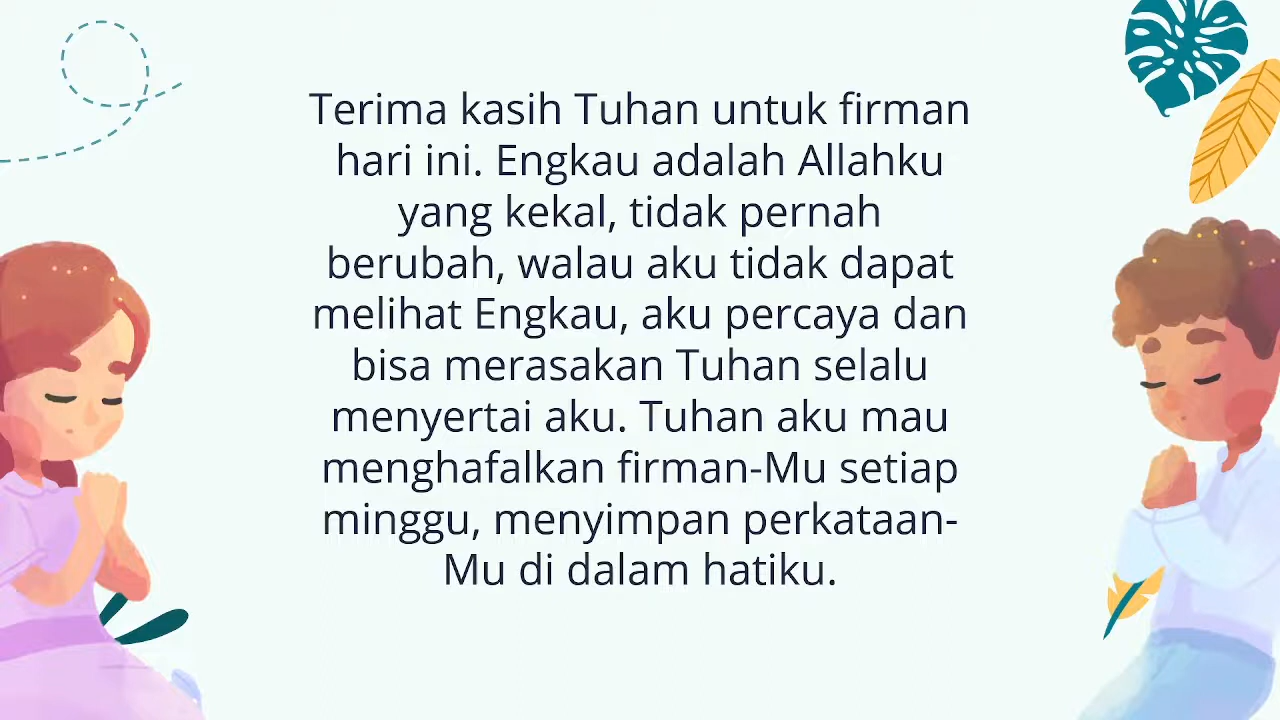 Terima kasih Tuhan untuk firman
hari ini. Engkau adalah Allahku
yang kekal, tidak pernah
berubah, walau aku tidak dapat
melihat Engkau, aku percaya dan
bisa merasakan Tuhan selalu
menyertai aku. Tuhan aku mau
menghafalkan firman-Mu setiap
minggu, menyimpan perkataan-
Mu di dalam hatiku.